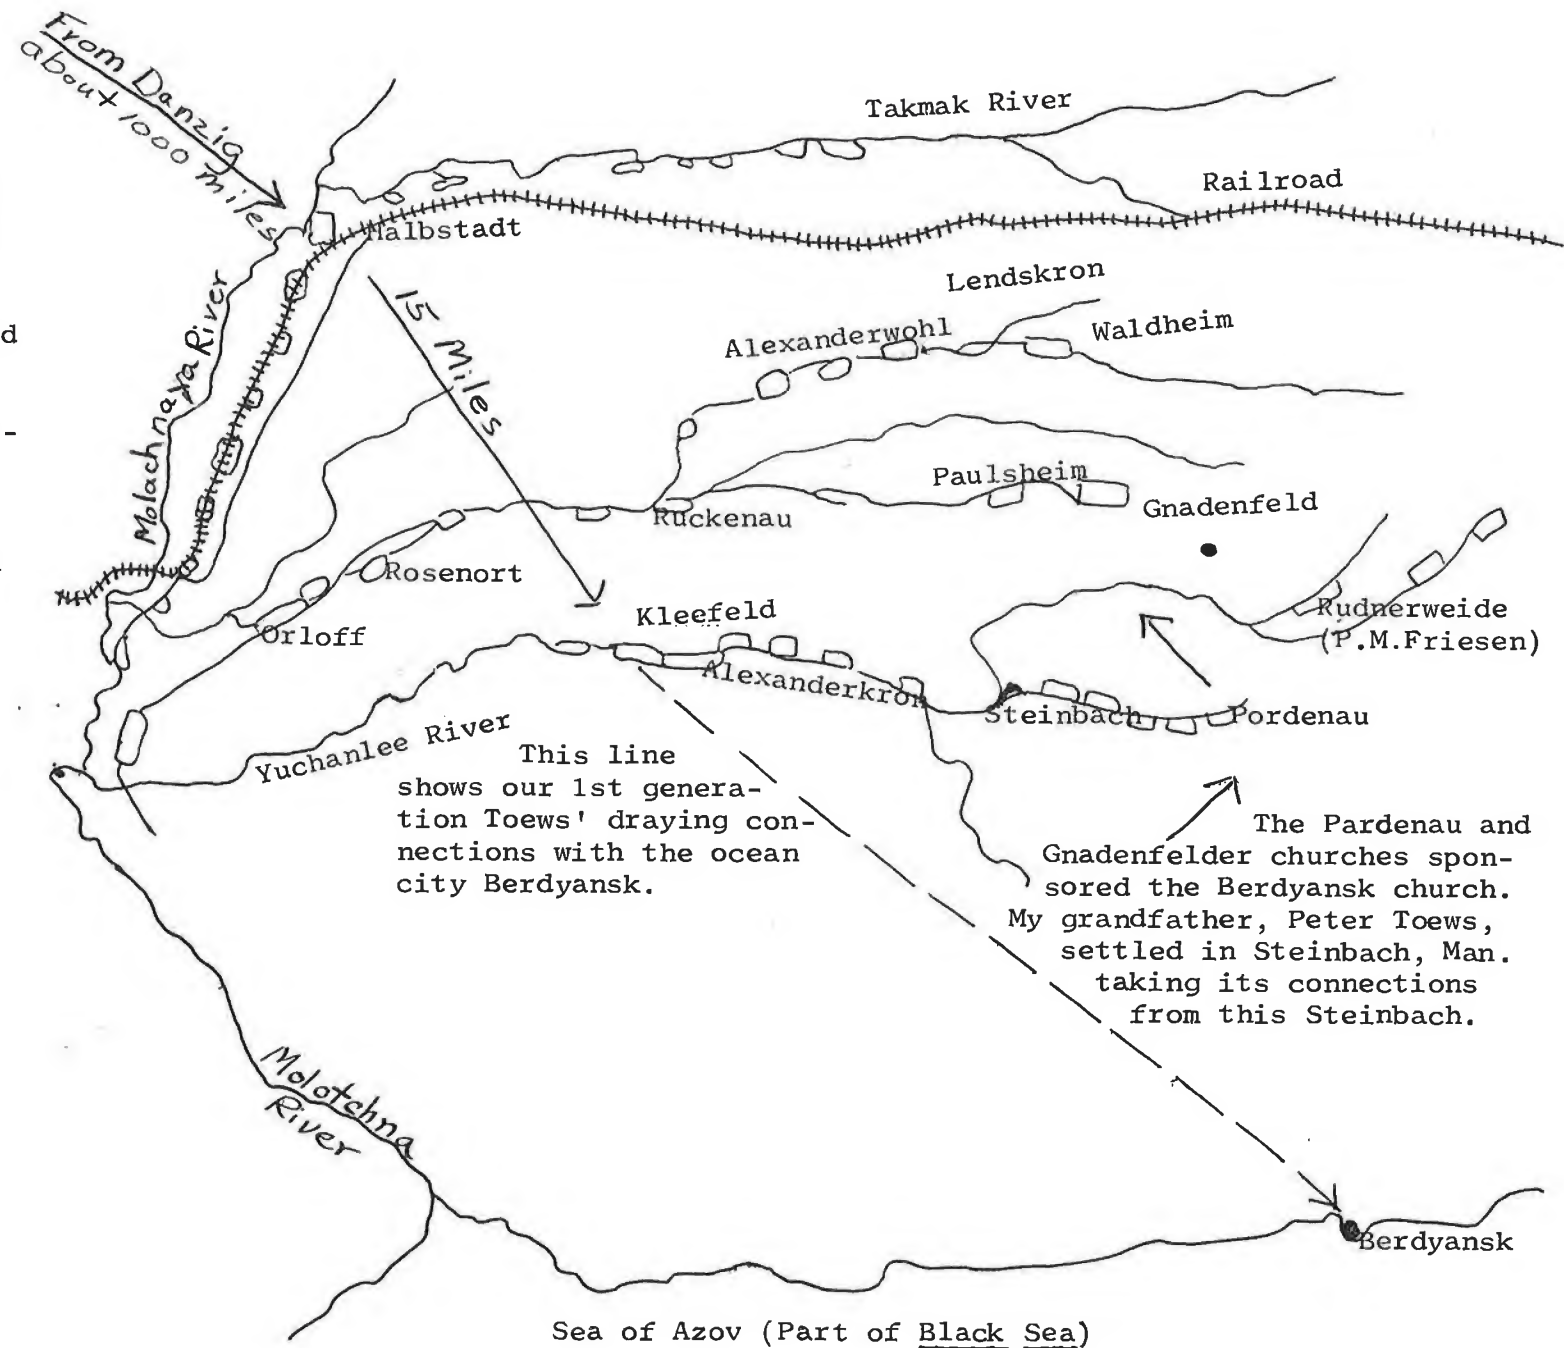 From Danzig
about 1000 miles
Takmak River
Railroad
Halbstadt
Lendskron
15 Miles
Molachnaya River
d
Alexanderwohl
Waldheim
-
Paulsheim
Gnadenfeld
Ruckenau
Rosenort
Orloff
Kleefeld
Rudnerweide
(P.M.Friesen)
Alexanderkron
Steinbach
Pordenau
Yuchanlee River
This line
shows our 1st genera-
tion Toews' draying con-
nections with the ocean
city Berdyansk.
The Pardenau and
Gnadenfelder churches spon-
sored the Berdyansk church.
My grandfather, Peter Toews,
settled in Steinbach, Man.
taking its connections
from this Steinbach.
Molotchna
River
Berdyansk
Sea of Azov (Part of Black Sea)